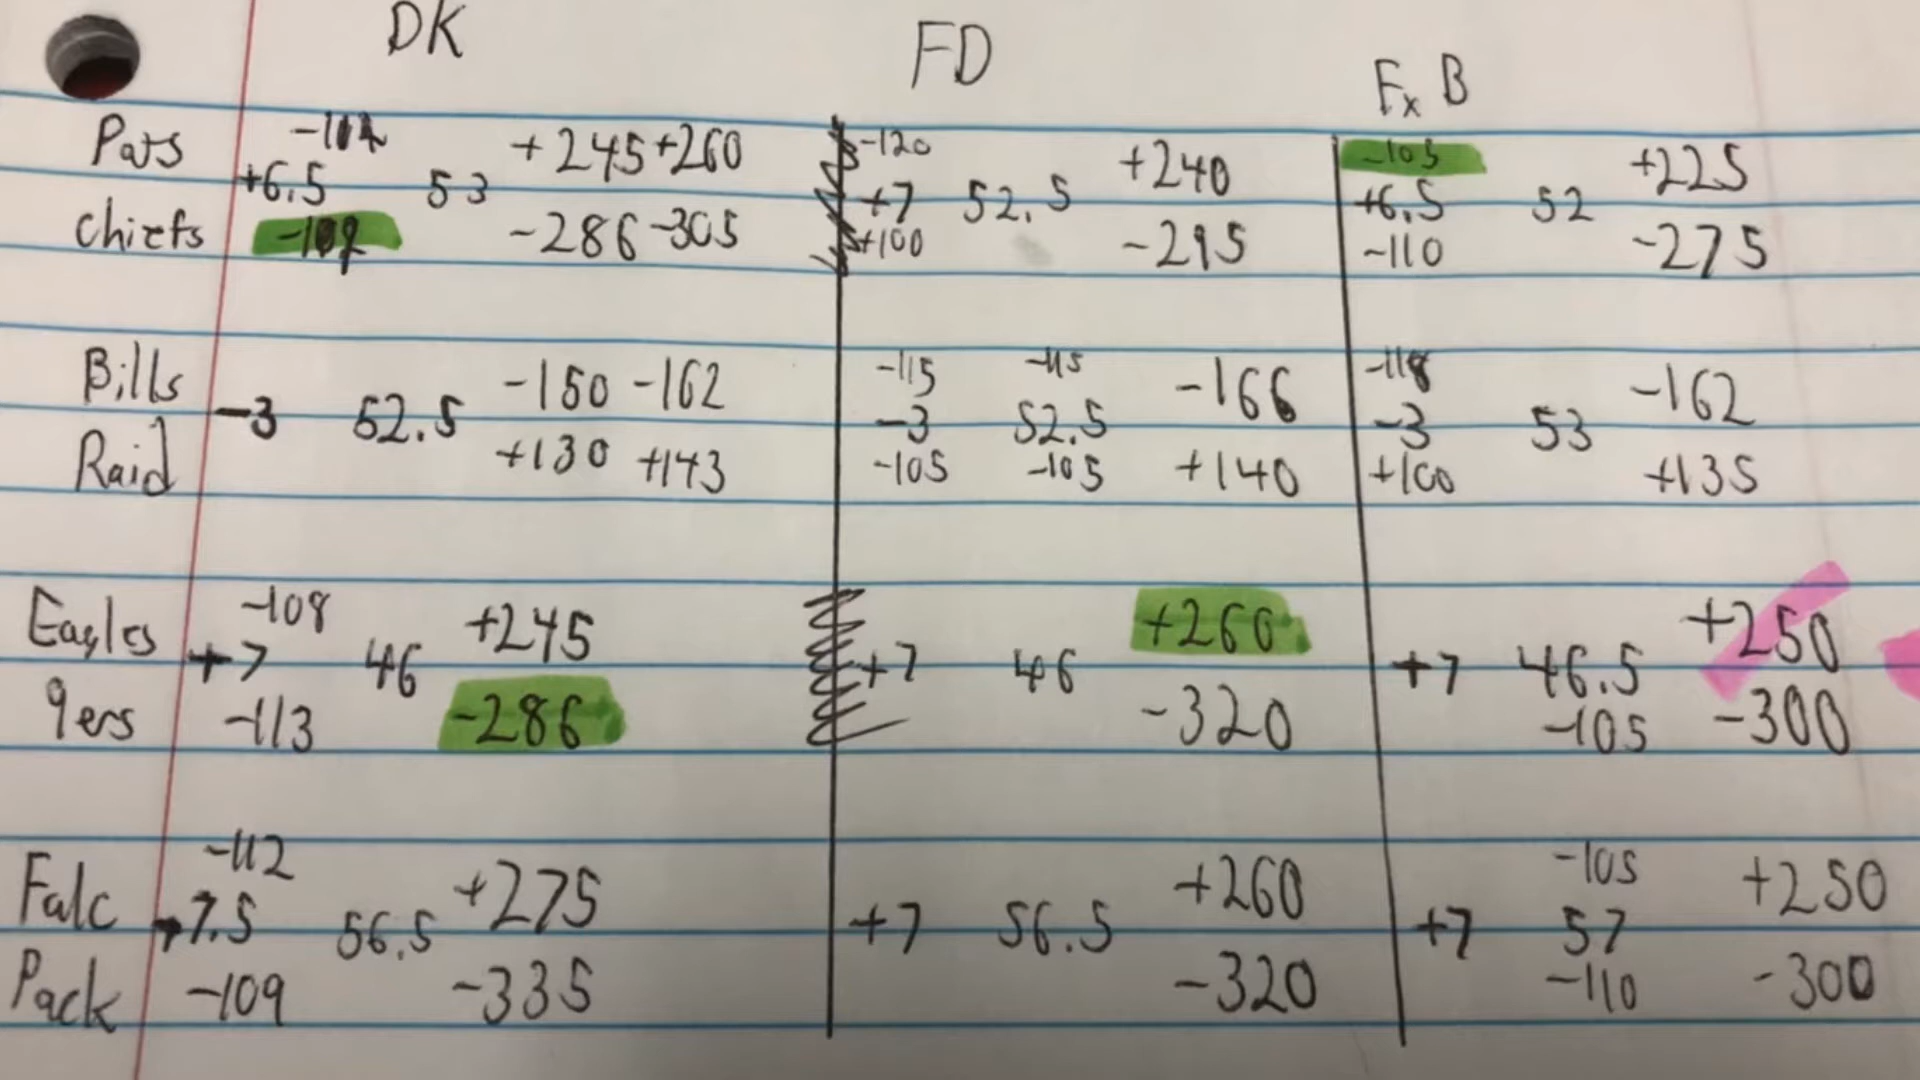 DK FD Fx B
Pats +245 +260 -120 +240 -105 +225
+6.5 53 +7 52.5 +6.5 52
Chiefs -286 -305 +100 -295 -110 -275
Bills -150 -162 -115 -115 -166 -118 -162
-3 52.5 -3 52.5 -3 53
Raid +130 +143 -105 -105 +140 +100 +135
Eagles -108 +245 +260 +250
+7 46 +7 46 +7 46.5
9ers -113 -286 -320 -105 -300
Falc -112 +275 +260 -105 +250
7.5 56.5 +7 56.5 +7 57
Pack -109 -335 -320 -110 -300